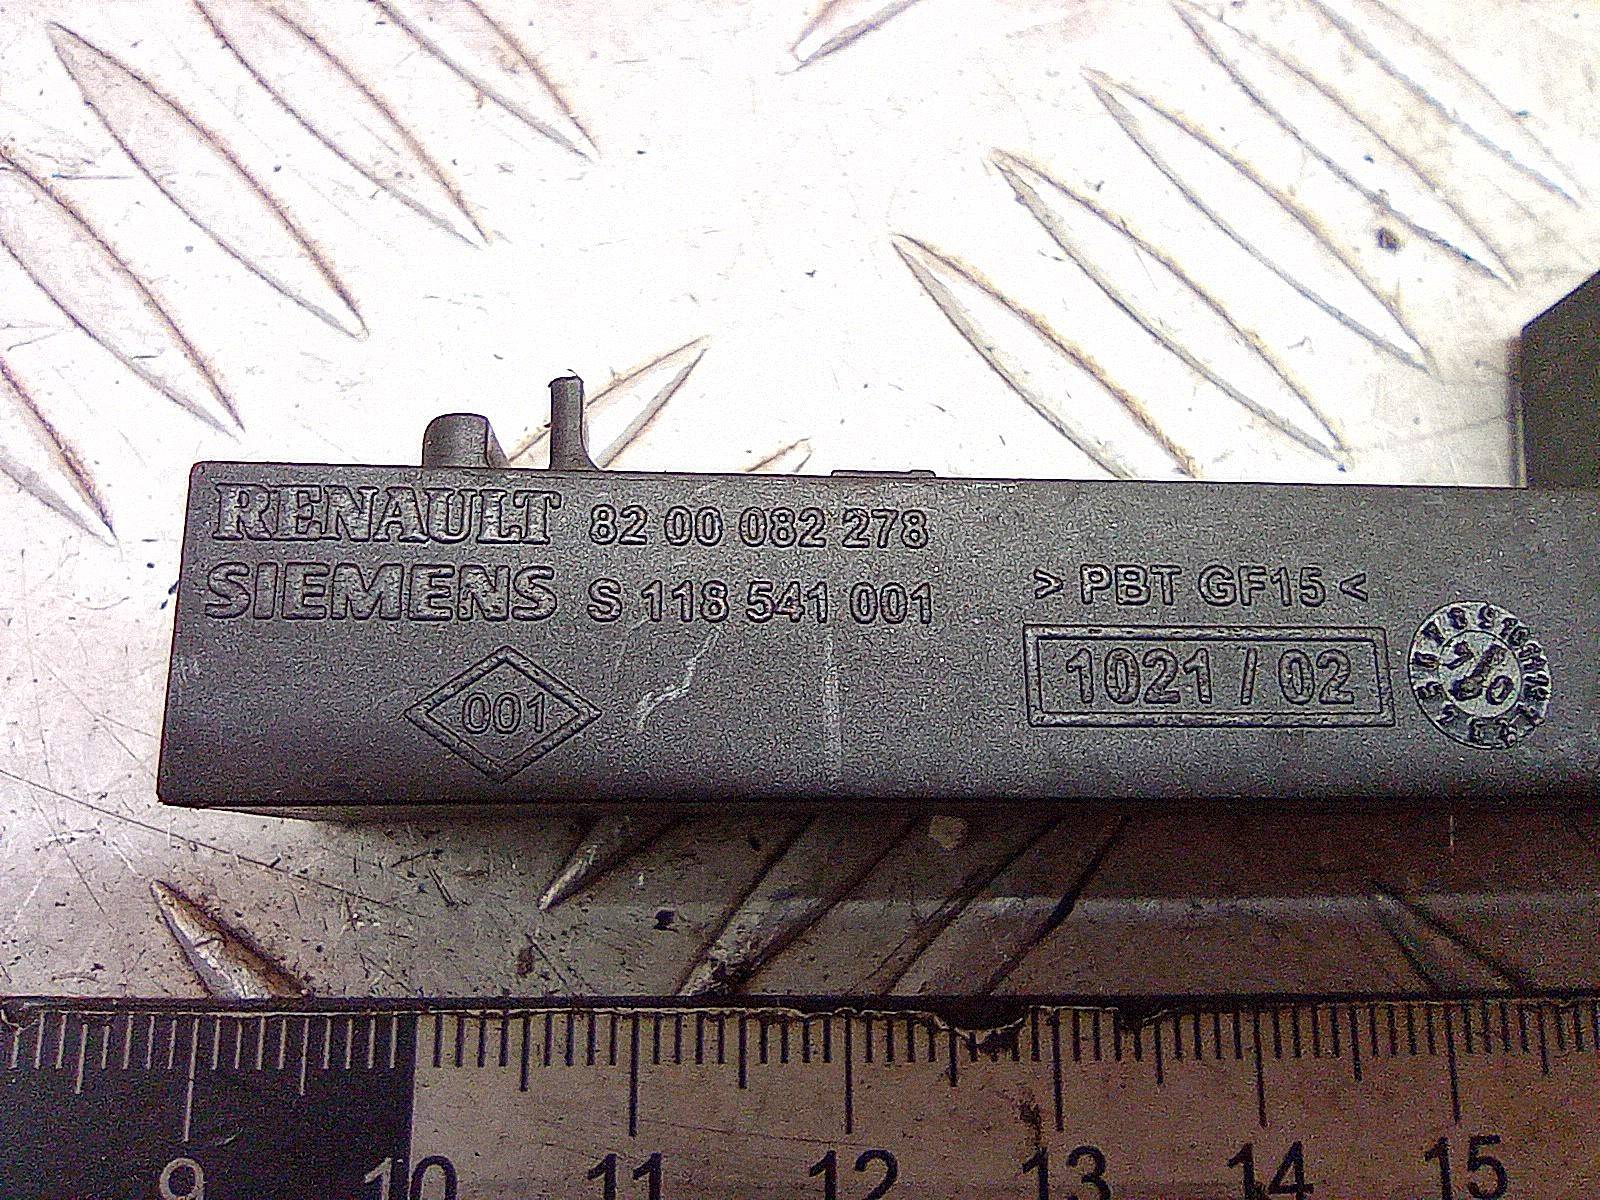 RENAULT 82 00 082 278
SIEMENS S 118 541 001
> PBT GF15 <
001
1021 / 02
9 10 11 12 13 14 15